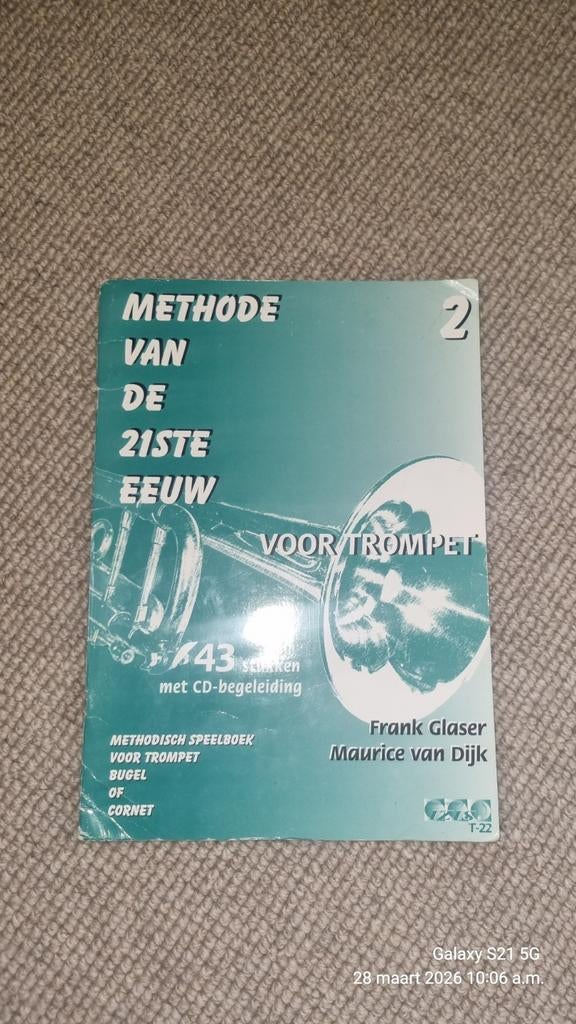 METHODE
VAN
DE
21STE
EEUW
2
VOOR TROMPET
43 stukken
met CD-begeleiding
Frank Glaser
Maurice van Dijk
METHODISCH SPEELBOEK
VOOR TROMPET
BUGEL
OF
CORNET
T-22
Galaxy S21 5G
28 maart 2026 10:06 a.m.